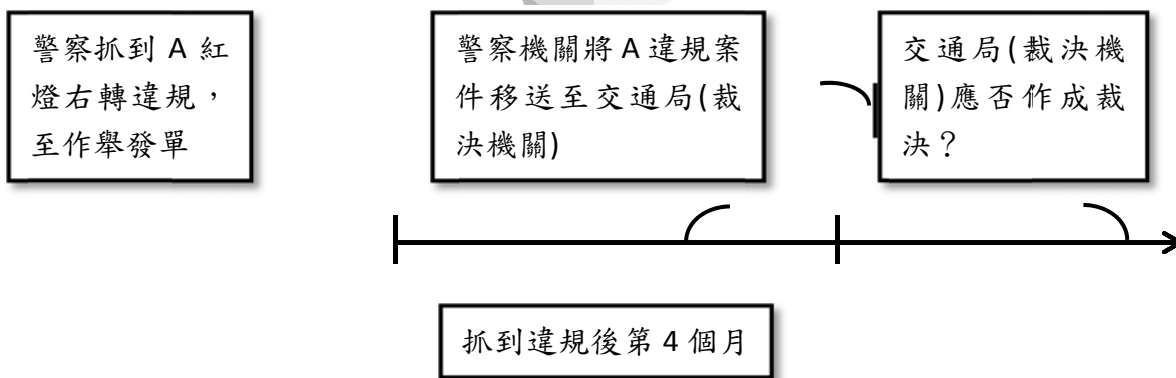 警察抓到 A 紅
燈右轉違規，
至作舉發單
警察機關將 A 違規案
件移送至交通局(裁
決機關)
交通局(裁決機
關)應否作成裁
決？
抓到違規後第 4 個月